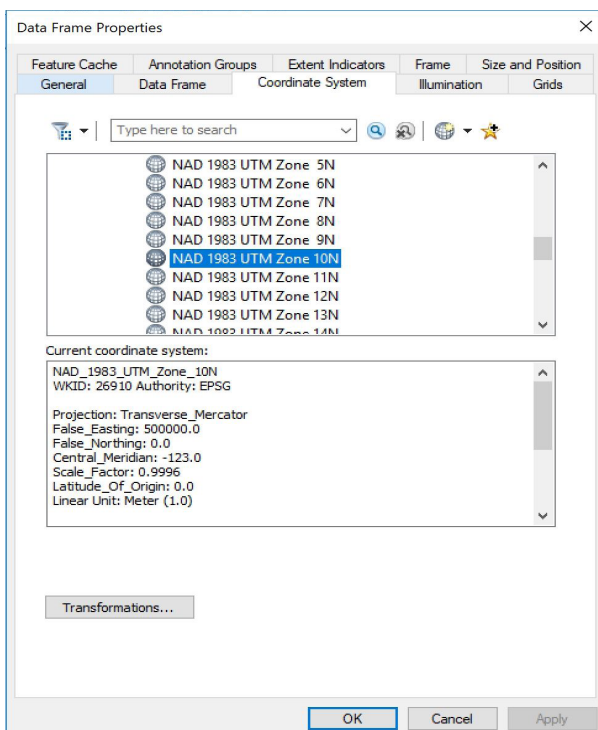 Data Frame Properties
Feature Cache Annotation Groups Extent Indicators Frame Size and Position
General Data Frame Coordinate System Illumination Grids
Type here to search
NAD 1983 UTM Zone 5N
NAD 1983 UTM Zone 6N
NAD 1983 UTM Zone 7N
NAD 1983 UTM Zone 8N
NAD 1983 UTM Zone 9N
NAD 1983 UTM Zone 10N
NAD 1983 UTM Zone 11N
NAD 1983 UTM Zone 12N
NAD 1983 UTM Zone 13N
NAD 1983 UTM Zone 14N
Current coordinate system:
NAD_1983_UTM_Zone_10N
WKID: 26910 Authority: EPSG
Projection: Transverse_Mercator
False_Easting: 500000.0
False_Northing: 0.0
Central_Meridian: -123.0
Scale_Factor: 0.9996
Latitude_Of_Origin: 0.0
Linear Unit: Meter (1.0)
Transformations...
OK Cancel Apply